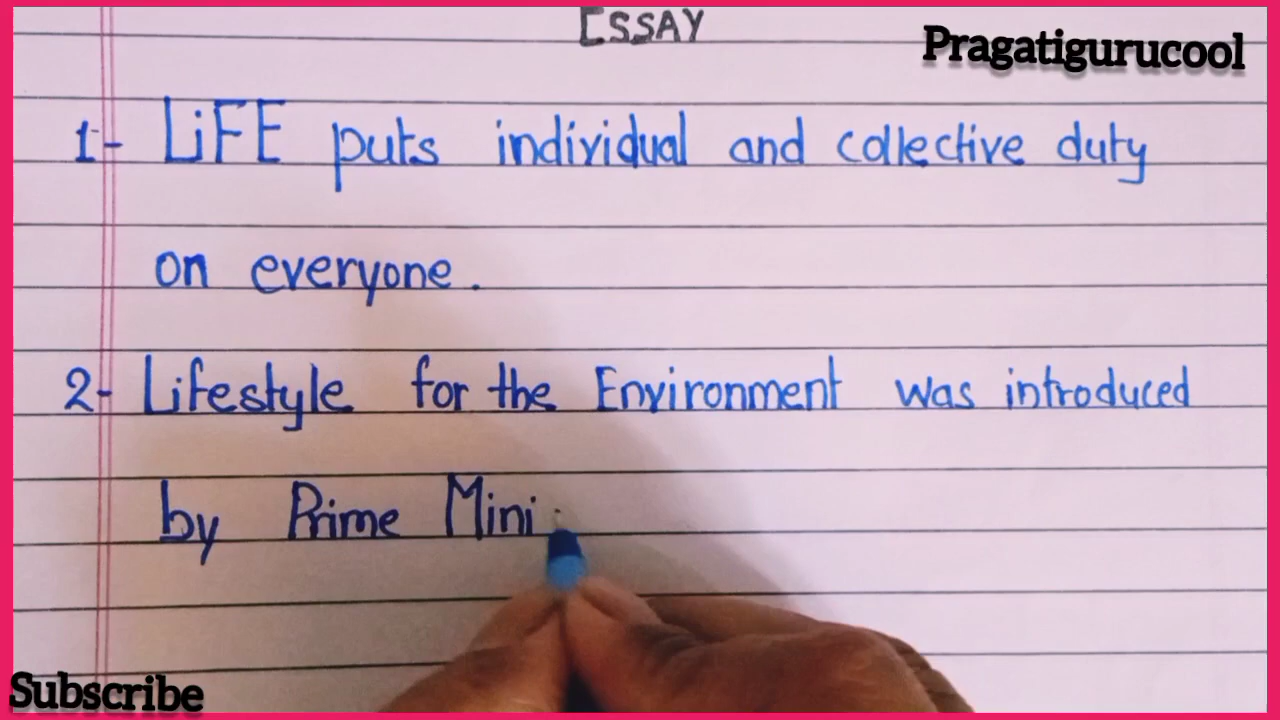 ESSAY
Pragatigurucool
1- LiFE puts individual and collective duty
on everyone.
2- Lifestyle for the Environment was introduced
by Prime Mini
Subscribe